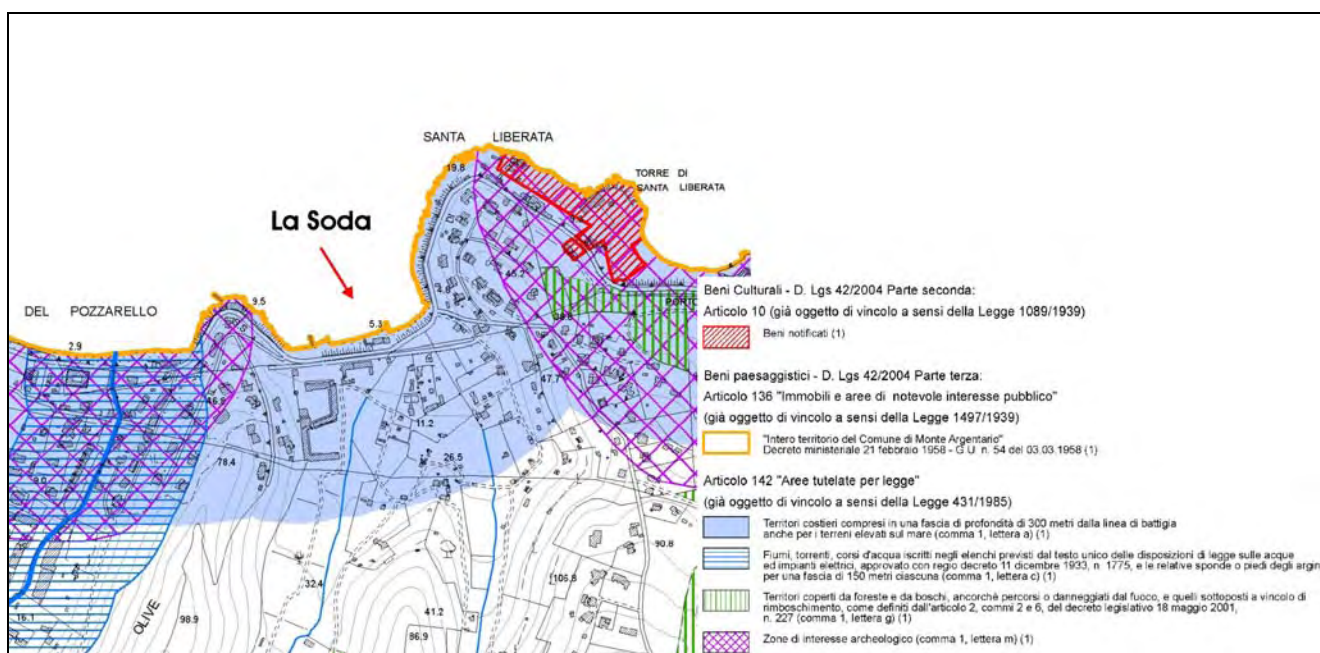 SANTA LIBERATA
TORRE DI
SANTA LIBERATA
19.8
La Soda
45.2
4.8
PORTO
38.8
9.5
DEL POZZARELLO
5.3
2.9
47.7
46.9
11.2
78.4
26.5
9.0
90.8
32.4
106.8
OLIVE
16.1
98.9
41.2
86.9
Beni Culturali - D. Lgs 42/2004 Parte seconda:
Articolo 10 (già oggetto di vincolo a sensi della Legge 1089/1939)
Beni notificati (1)
Beni paesaggistici - D. Lgs 42/2004 Parte terza:
Articolo 136 "Immobili e aree di notevole interesse pubblico"
(già oggetto di vincolo a sensi della Legge 1497/1939)
"Intero territorio del Comune di Monte Argentario"
Decreto ministeriale 21 febbraio 1958 - G.U. n. 54 del 03.03.1958 (1)
Articolo 142 "Aree tutelate per legge"
(già oggetto di vincolo a sensi della Legge 431/1985)
Territori costieri compresi in una fascia di profondità di 300 metri dalla linea di battigia
anche per i terreni elevati sul mare (comma 1, lettera a) (1)
Fiumi, torrenti, corsi d'acqua iscritti negli elenchi previsti dal testo unico delle disposizioni di legge sulle acque
ed impianti elettrici, approvato con regio decreto 11 dicembre 1933, n. 1775, e le relative sponde o piedi degli argin
per una fascia di 150 metri ciascuna (comma 1, lettera c) (1)
Territori coperti da foreste e da boschi, ancorchè percorsi o danneggiati dal fuoco, e quelli sottoposti a vincolo di
rimboschimento, come definiti dall'articolo 2, commi 2 e 6, del decreto legislativo 18 maggio 2001,
n. 227 (comma 1, lettera g) (1)
Zone di interesse archeologico (comma 1, lettera m) (1)